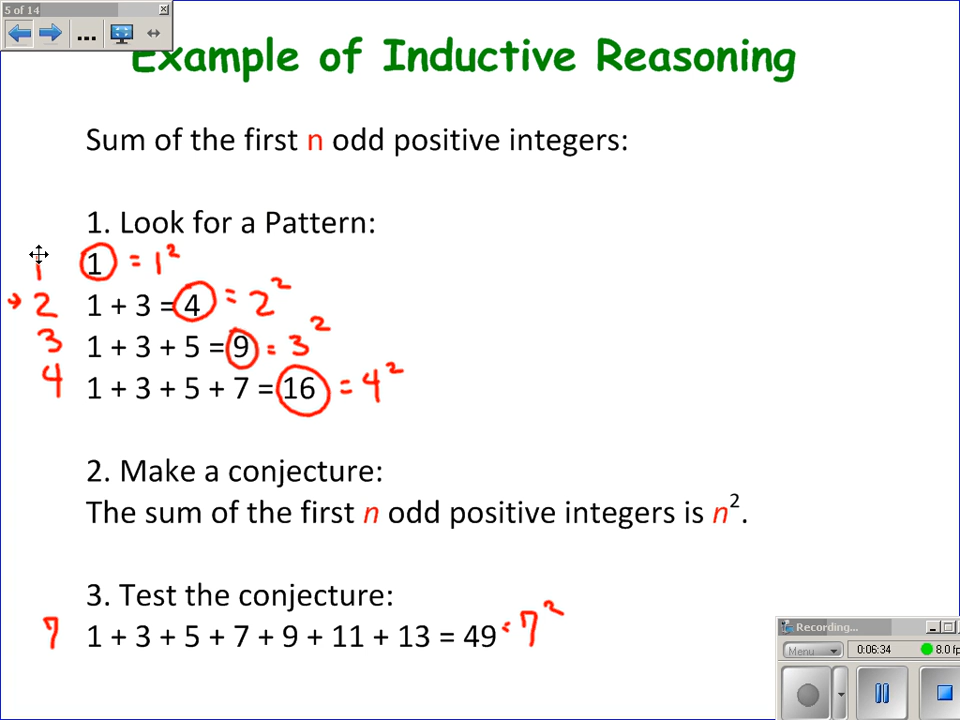 5 of 14
...
Example of Inductive Reasoning
Sum of the first n odd positive integers:
1. Look for a Pattern:
1 1 = 1²
2 1 + 3 = 4 = 2²
3 1 + 3 + 5 = 9 = 3²
4 1 + 3 + 5 + 7 = 16 = 4²
2. Make a conjecture:
The sum of the first n odd positive integers is n².
3. Test the conjecture:
7 1 + 3 + 5 + 7 + 9 + 11 + 13 = 49 = 7²
Recording...
Menu 0:06:34 8.0 fp